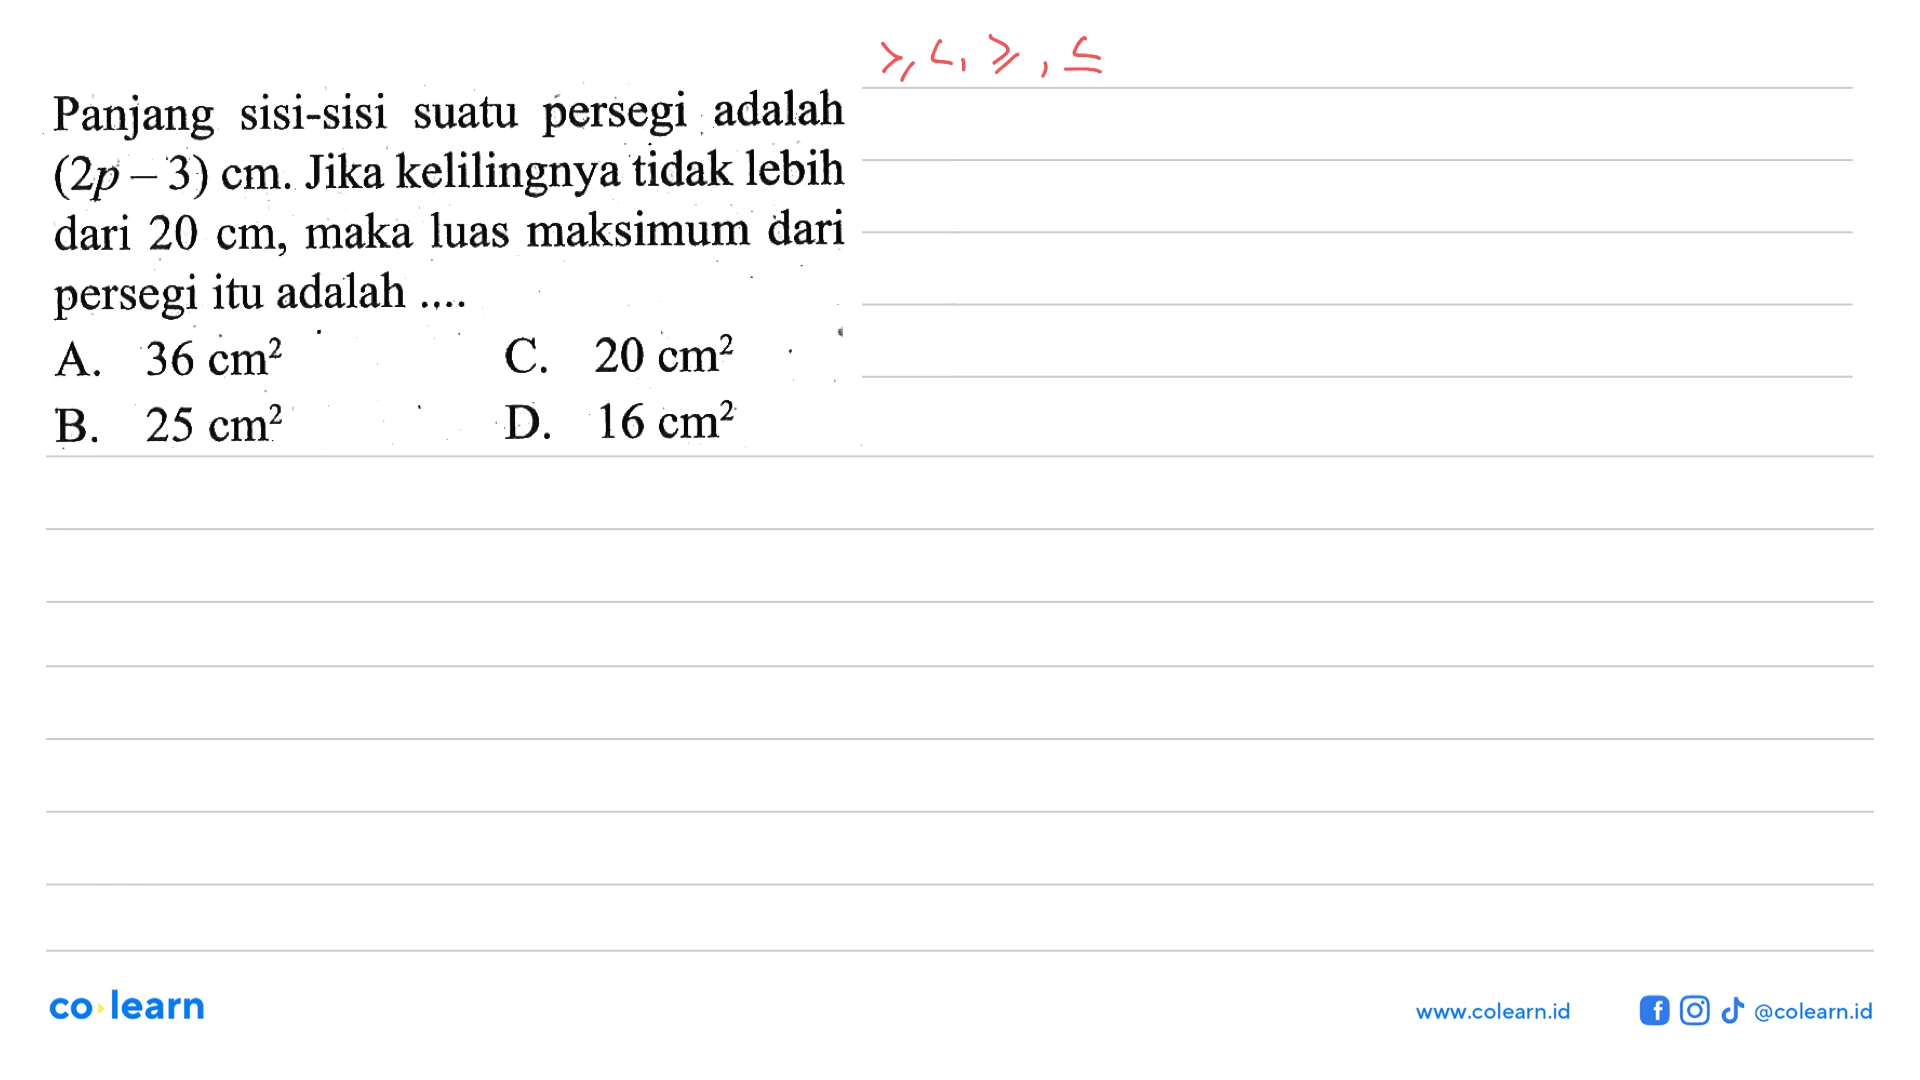 >, <, ≥, ≤
Panjang sisi-sisi suatu persegi adalah
(2p – 3) cm. Jika kelilingnya tidak lebih
dari 20 cm, maka luas maksimum dari
persegi itu adalah ....
A. 36 cm² C. 20 cm²
B. 25 cm² D. 16 cm²
co learn
www.colearn.id @colearn.id